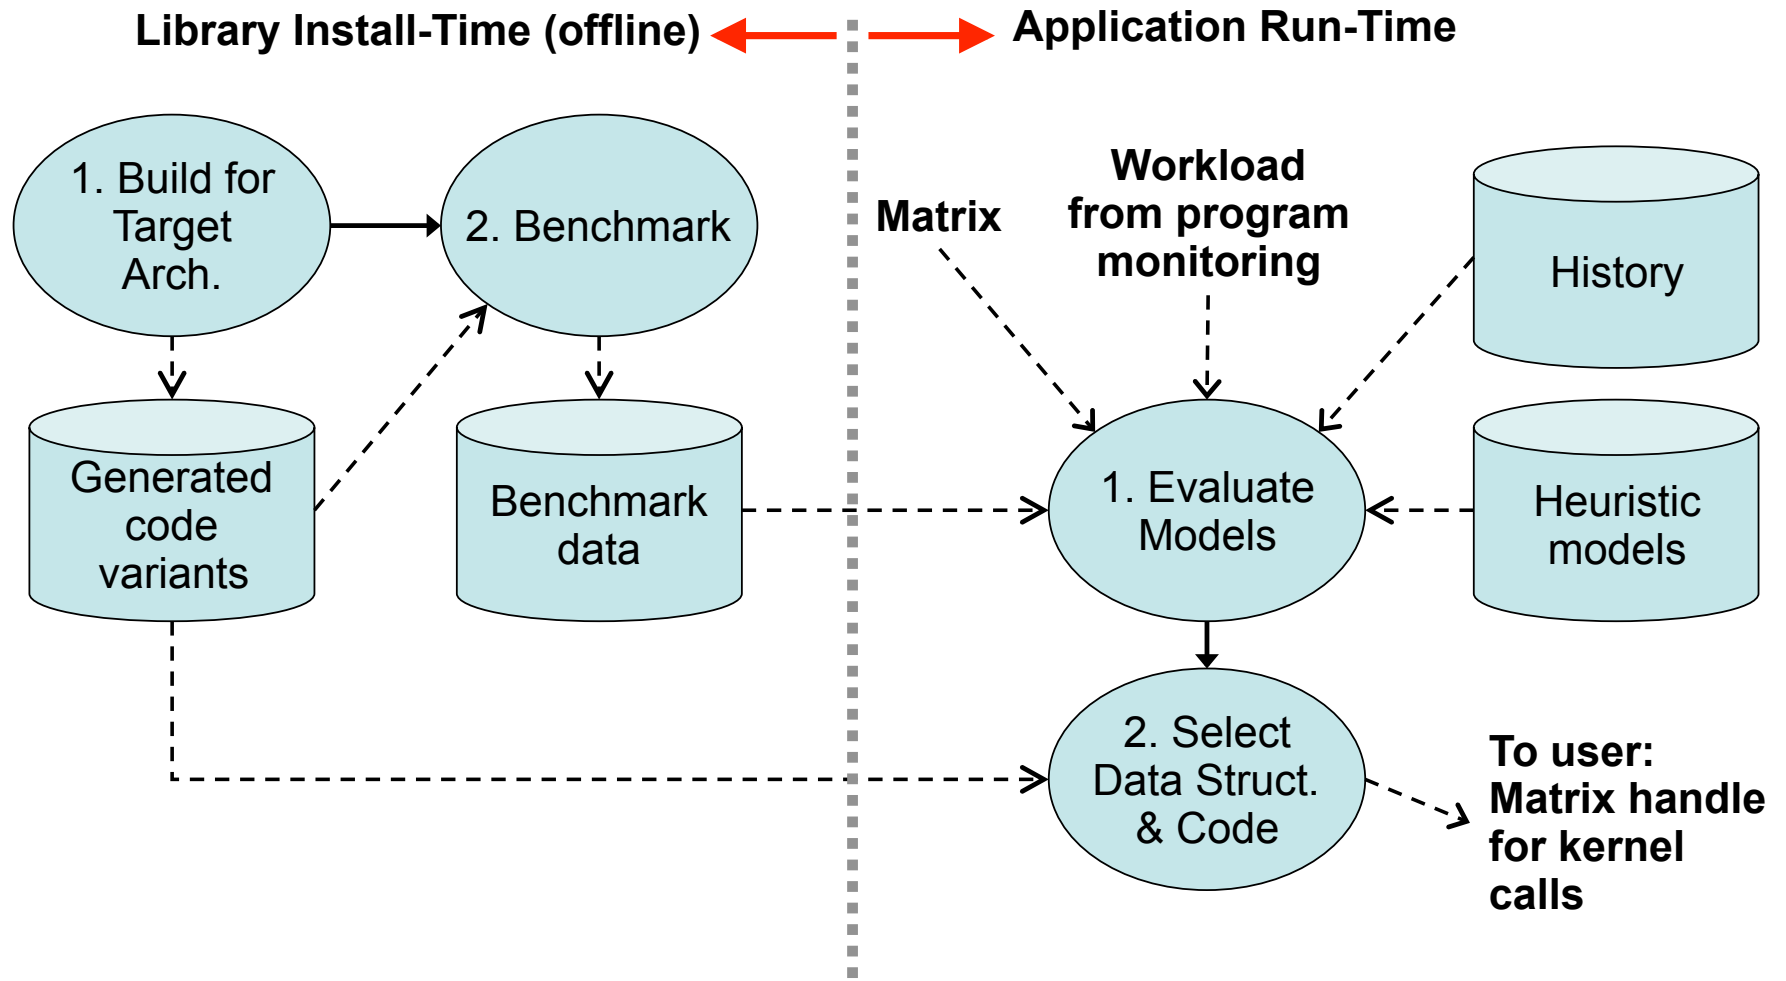 Library Install-Time (offline)
Application Run-Time
1. Build for
Target
Arch.
2. Benchmark
Generated
code
variants
Benchmark
data
Matrix
Workload
from program
monitoring
History
1. Evaluate
Models
Heuristic
models
2. Select
Data Struct.
& Code
To user:
Matrix handle
for kernel
calls